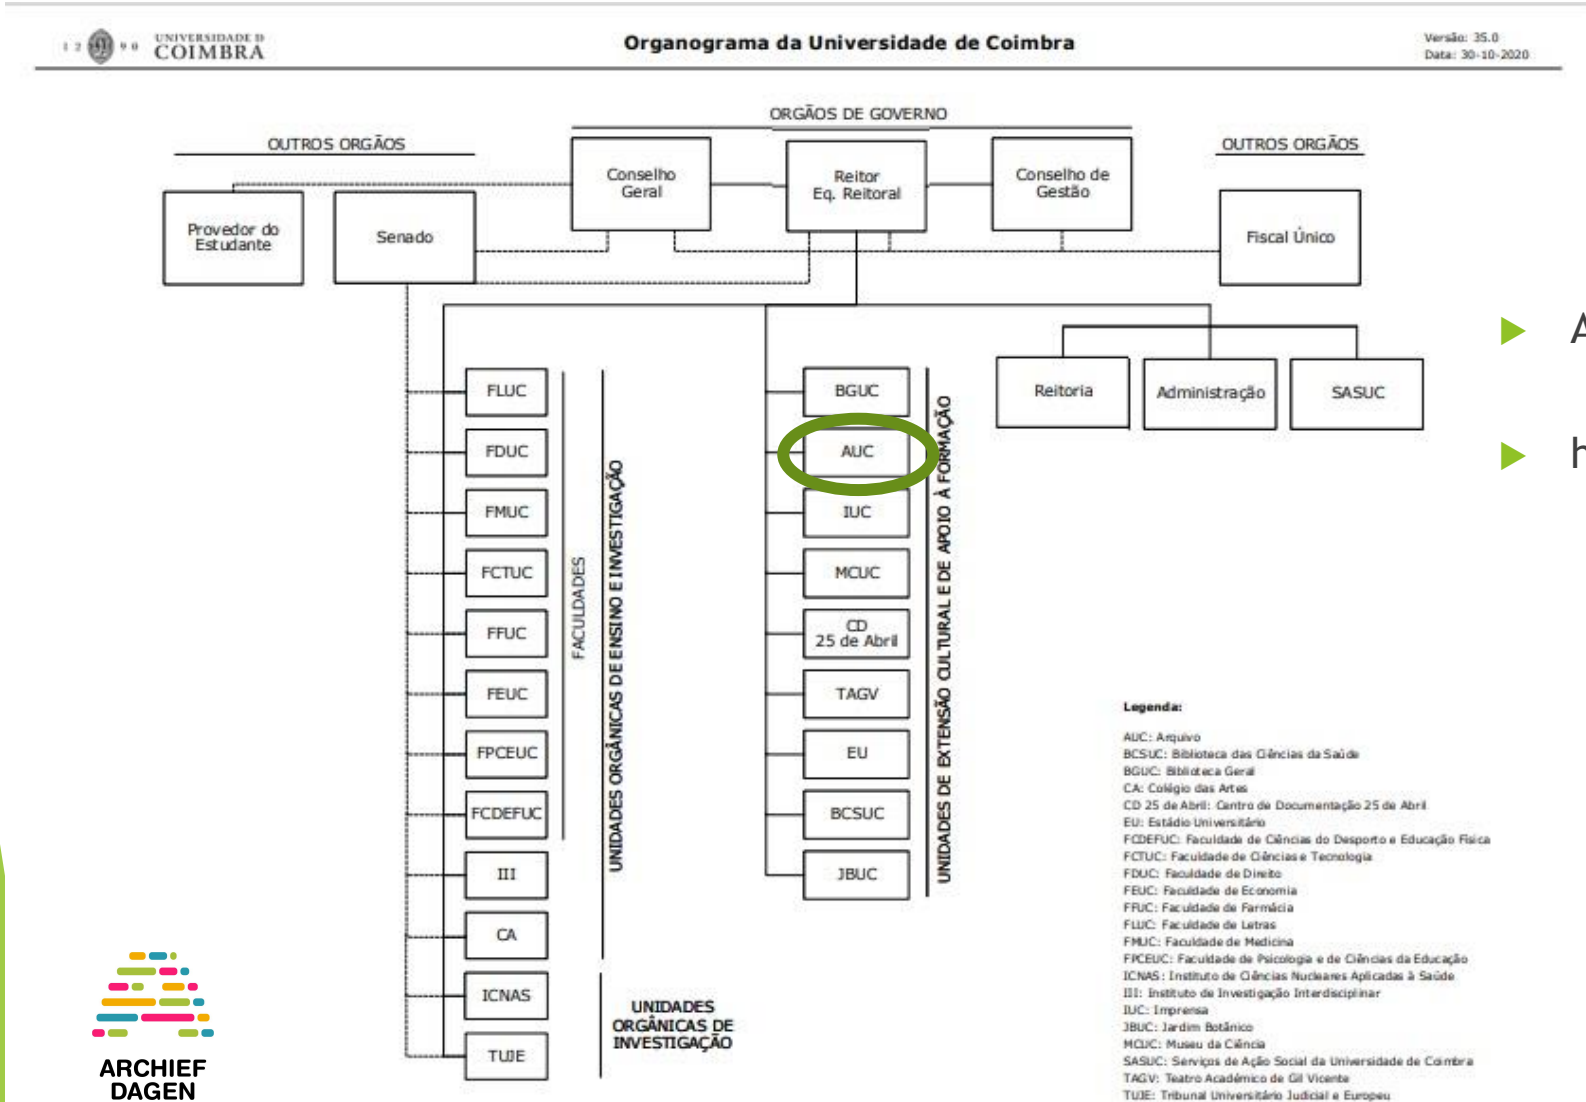 1 2 9 0
UNIVERSIDADE D
COIMBRA
Organograma da Universidade de Coimbra
Versão: 35.0
Data: 30-10-2020
ORGÃOS DE GOVERNO
OUTROS ORGÃOS
OUTROS ORGÃOS
Conselho
Geral
Reitor
Eq. Reitoral
Conselho de
Gestão
Provedor do
Estudante
Senado
Fiscal Único
Reitoria
Administração
SASUC
FLUC
FDUC
FMUC
FCTUC
FFUC
FEUC
FPCEUC
FCDEFUC
III
CA
ICNAS
TUJE
FACULDADES
UNIDADES ORGÂNICAS DE ENSINO E INVESTIGAÇÃO
UNIDADES
ORGÂNICAS DE
INVESTIGAÇÃO
BGUC
AUC
IUC
MCUC
CD
25 de Abril
TAGV
EU
BCSUC
JBUC
UNIDADES DE EXTENSÃO CULTURAL E DE APOIO À FORMAÇÃO
A
h
Legenda:
AUC: Arquivo
BCSUC: Biblioteca das Ciências da Saúde
BGUC: Biblioteca Geral
CA: Colégio das Artes
CD 25 de Abril: Centro de Documentação 25 de Abril
EU: Estádio Universitário
FCDEFUC: Faculdade de Ciências do Desporto e Educação Física
FCTUC: Faculdade de Ciências e Tecnologia
FDUC: Faculdade de Direito
FEUC: Faculdade de Economia
FFUC: Faculdade de Farmácia
FLUC: Faculdade de Letras
FMUC: Faculdade de Medicina
FPCEUC: Faculdade de Psicologia e de Ciências da Educação
ICNAS: Instituto de Ciências Nucleares Aplicadas à Saúde
III: Instituto de Investigação Interdisciplinar
IUC: Imprensa
JBUC: Jardim Botânico
MCUC: Museu da Ciência
SASUC: Serviços de Ação Social da Universidade de Coimbra
TAGV: Teatro Académico de Gil Vicente
TUJE: Tribunal Universitário Judicial e Europeu
ARCHIEF
DAGEN